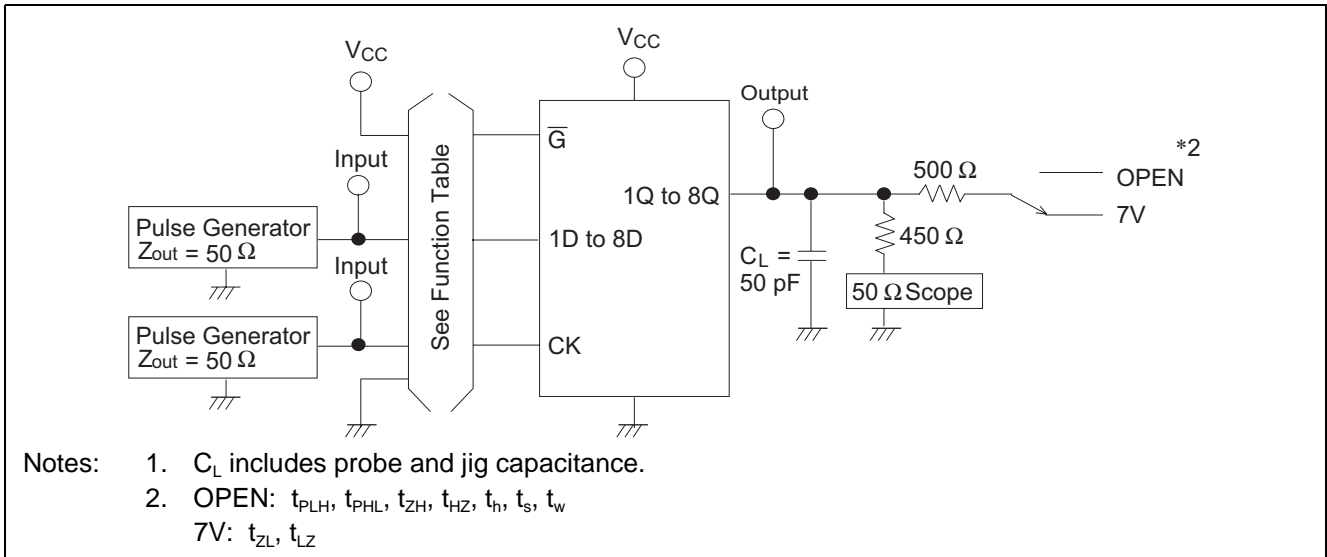 VCC
VCC
Output
*2
Input
See Function Table
G̅
500 Ω
OPEN
1Q to 8Q
7V
Pulse Generator
Zout = 50 Ω
1D to 8D
450 Ω
Input
CL =
50 pF
50 Ω Scope
Pulse Generator
Zout = 50 Ω
CK
Notes: 1. CL includes probe and jig capacitance.
2. OPEN: tPLH, tPHL, tZH, tHZ, th, ts, tw
7V: tZL, tLZ